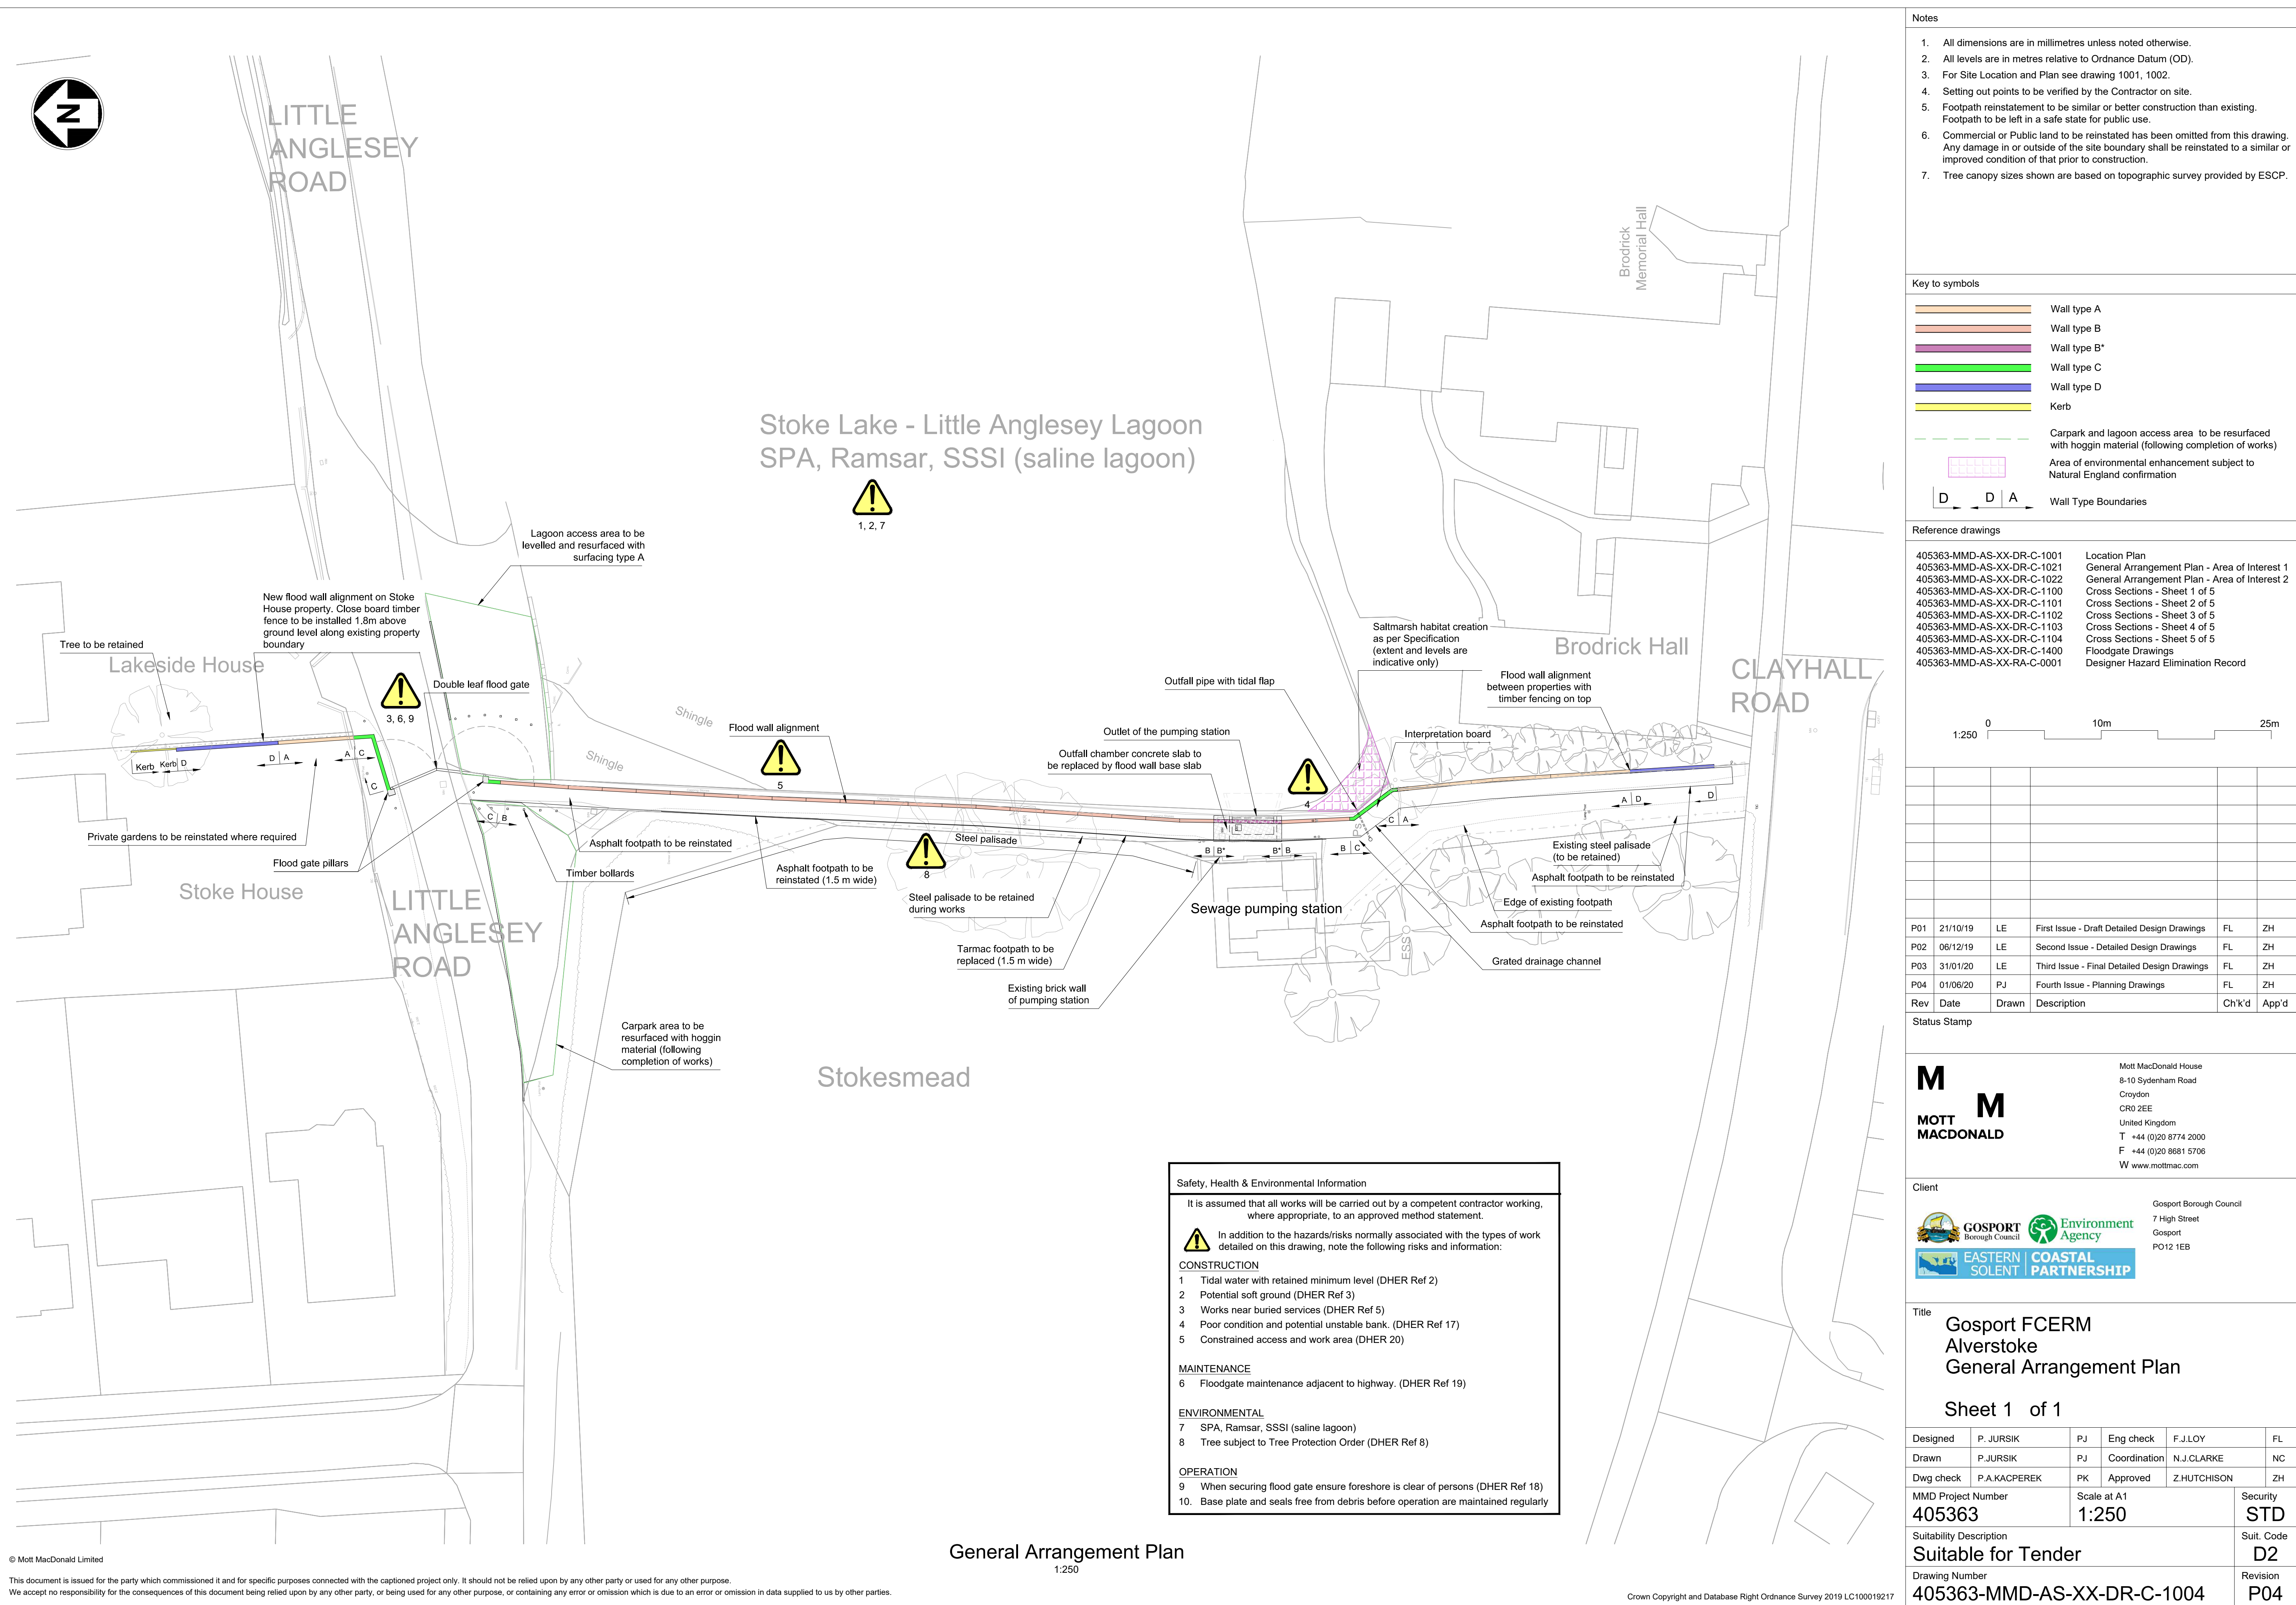 N
LITTLE
ANGLESEY
ROAD
Brodrick
Memorial Hall
Stoke Lake - Little Anglesey Lagoon
SPA, Ramsar, SSSI (saline lagoon)
1, 2, 7
Lagoon access area to be
levelled and resurfaced with
surfacing type A
New flood wall alignment on Stoke
House property. Close board timber
fence to be installed 1.8m above
ground level along existing property
boundary
Tree to be retained
Lakeside House
Double leaf flood gate
3, 6, 9
Shingle
Shingle
Flood wall alignment
5
Saltmarsh habitat creation
as per Specification
(extent and levels are
indicative only)
Brodrick Hall
CLAYHALL
ROAD
Outfall pipe with tidal flap
Flood wall alignment
between properties with
timber fencing on top
Outlet of the pumping station
Interpretation board
Outfall chamber concrete slab to
be replaced by flood wall base slab
4
Kerb
Kerb D
D A
A C
C
C B
B B*
B* B
B C
C A
A D
D
Private gardens to be reinstated where required
Flood gate pillars
Stoke House
LITTLE
ANGLESEY
ROAD
Asphalt footpath to be reinstated
Timber bollards
Asphalt footpath to be
reinstated (1.5 m wide)
Steel palisade
8
Steel palisade to be retained
during works
Tarmac footpath to be
replaced (1.5 m wide)
Existing brick wall
of pumping station
Sewage pumping station
ESS
PS
Existing steel palisade
(to be retained)
Asphalt footpath to be reinstated
Edge of existing footpath
Asphalt footpath to be reinstated
Grated drainage channel
Carpark area to be
resurfaced with hoggin
material (following
completion of works)
Stokesmead
Safety, Health & Environmental Information
It is assumed that all works will be carried out by a competent contractor working,
where appropriate, to an approved method statement.
In addition to the hazards/risks normally associated with the types of work
detailed on this drawing, note the following risks and information:
CONSTRUCTION
1 Tidal water with retained minimum level (DHER Ref 2)
2 Potential soft ground (DHER Ref 3)
3 Works near buried services (DHER Ref 5)
4 Poor condition and potential unstable bank. (DHER Ref 17)
5 Constrained access and work area (DHER 20)
MAINTENANCE
6 Floodgate maintenance adjacent to highway. (DHER Ref 19)
ENVIRONMENTAL
7 SPA, Ramsar, SSSI (saline lagoon)
8 Tree subject to Tree Protection Order (DHER Ref 8)
OPERATION
9 When securing flood gate ensure foreshore is clear of persons (DHER Ref 18)
10. Base plate and seals free from debris before operation are maintained regularly
General Arrangement Plan
1:250
© Mott MacDonald Limited
This document is issued for the party which commissioned it and for specific purposes connected with the captioned project only. It should not be relied upon by any other party or used for any other purpose.
We accept no responsibility for the consequences of this document being relied upon by any other party, or being used for any other purpose, or containing any error or omission which is due to an error or omission in data supplied to us by other parties.
Crown Copyright and Database Right Ordnance Survey 2019 LC100019217
Notes
1. All dimensions are in millimetres unless noted otherwise.
2. All levels are in metres relative to Ordnance Datum (OD).
3. For Site Location and Plan see drawing 1001, 1002.
4. Setting out points to be verified by the Contractor on site.
5. Footpath reinstatement to be similar or better construction than existing.
Footpath to be left in a safe state for public use.
6. Commercial or Public land to be reinstated has been omitted from this drawing.
Any damage in or outside of the site boundary shall be reinstated to a similar or
improved condition of that prior to construction.
7. Tree canopy sizes shown are based on topographic survey provided by ESCP.
Key to symbols
Wall type A
Wall type B
Wall type B*
Wall type C
Wall type D
Kerb
Carpark and lagoon access area to be resurfaced
with hoggin material (following completion of works)
Area of environmental enhancement subject to
Natural England confirmation
D D A Wall Type Boundaries
Reference drawings
405363-MMD-AS-XX-DR-C-1001 Location Plan
405363-MMD-AS-XX-DR-C-1021 General Arrangement Plan - Area of Interest 1
405363-MMD-AS-XX-DR-C-1022 General Arrangement Plan - Area of Interest 2
405363-MMD-AS-XX-DR-C-1100 Cross Sections - Sheet 1 of 5
405363-MMD-AS-XX-DR-C-1101 Cross Sections - Sheet 2 of 5
405363-MMD-AS-XX-DR-C-1102 Cross Sections - Sheet 3 of 5
405363-MMD-AS-XX-DR-C-1103 Cross Sections - Sheet 4 of 5
405363-MMD-AS-XX-DR-C-1104 Cross Sections - Sheet 5 of 5
405363-MMD-AS-XX-DR-C-1400 Floodgate Drawings
405363-MMD-AS-XX-RA-C-0001 Designer Hazard Elimination Record
0 10m 25m
1:250
P01 21/10/19 LE First Issue - Draft Detailed Design Drawings FL ZH
P02 06/12/19 LE Second Issue - Detailed Design Drawings FL ZH
P03 31/01/20 LE Third Issue - Final Detailed Design Drawings FL ZH
P04 01/06/20 PJ Fourth Issue - Planning Drawings FL ZH
Rev Date Drawn Description Ch'k'd App'd
Status Stamp
M
M
MOTT
MACDONALD
Mott MacDonald House
8-10 Sydenham Road
Croydon
CR0 2EE
United Kingdom
T +44 (0)20 8774 2000
F +44 (0)20 8681 5706
W www.mottmac.com
Client
GOSPORT
Borough Council
Environment
Agency
EASTERN COASTAL
SOLENT PARTNERSHIP
Gosport Borough Council
7 High Street
Gosport
PO12 1EB
Title
Gosport FCERM
Alverstoke
General Arrangement Plan
Sheet 1 of 1
Designed P. JURSIK PJ Eng check F.J.LOY FL
Drawn P.JURSIK PJ Coordination N.J.CLARKE NC
Dwg check P.A.KACPEREK PK Approved Z.HUTCHISON ZH
MMD Project Number Scale at A1 Security
405363 1:250 STD
Suitability Description Suit. Code
Suitable for Tender D2
Drawing Number Revision
405363-MMD-AS-XX-DR-C-1004 P04